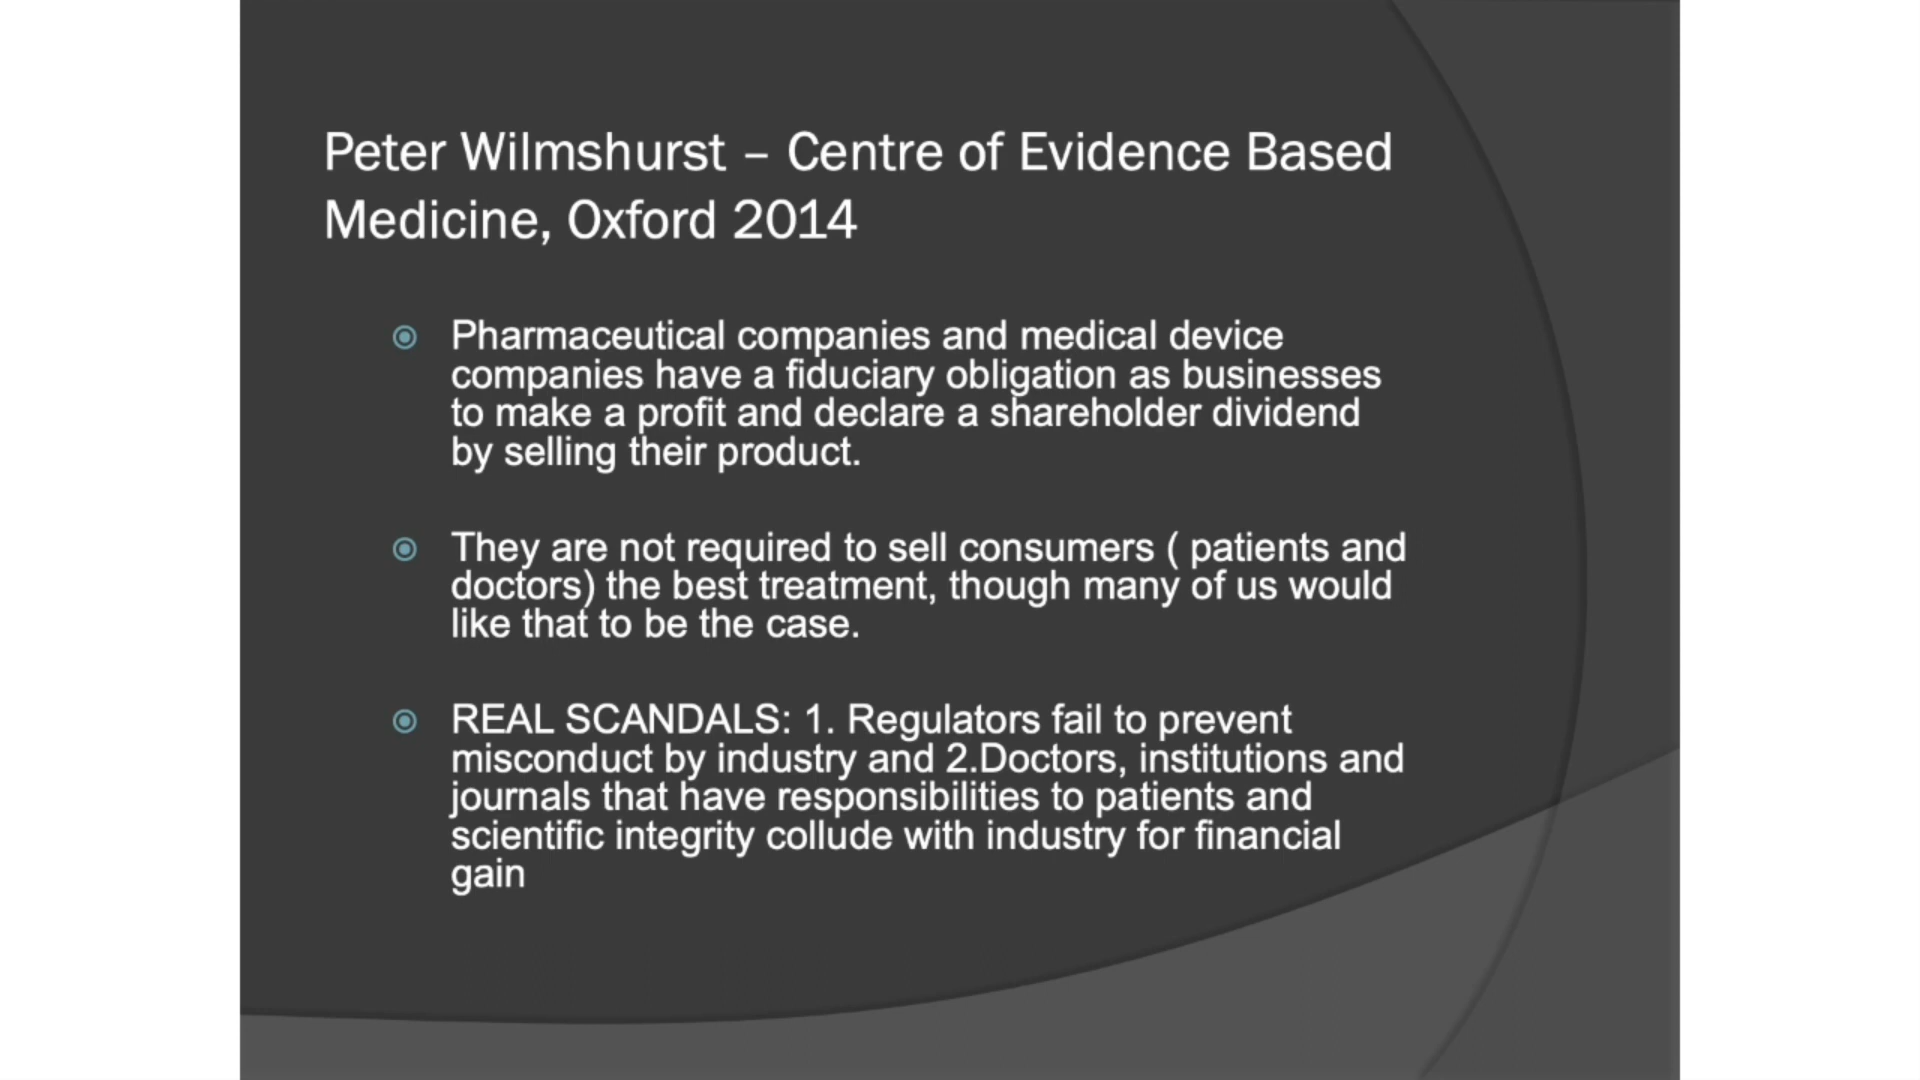 Peter Wilmshurst – Centre of Evidence Based
Medicine, Oxford 2014
Pharmaceutical companies and medical device
companies have a fiduciary obligation as businesses
to make a profit and declare a shareholder dividend
by selling their product.
They are not required to sell consumers ( patients and
doctors) the best treatment, though many of us would
like that to be the case.
REAL SCANDALS: 1. Regulators fail to prevent
misconduct by industry and 2.Doctors, institutions and
journals that have responsibilities to patients and
scientific integrity collude with industry for financial
gain